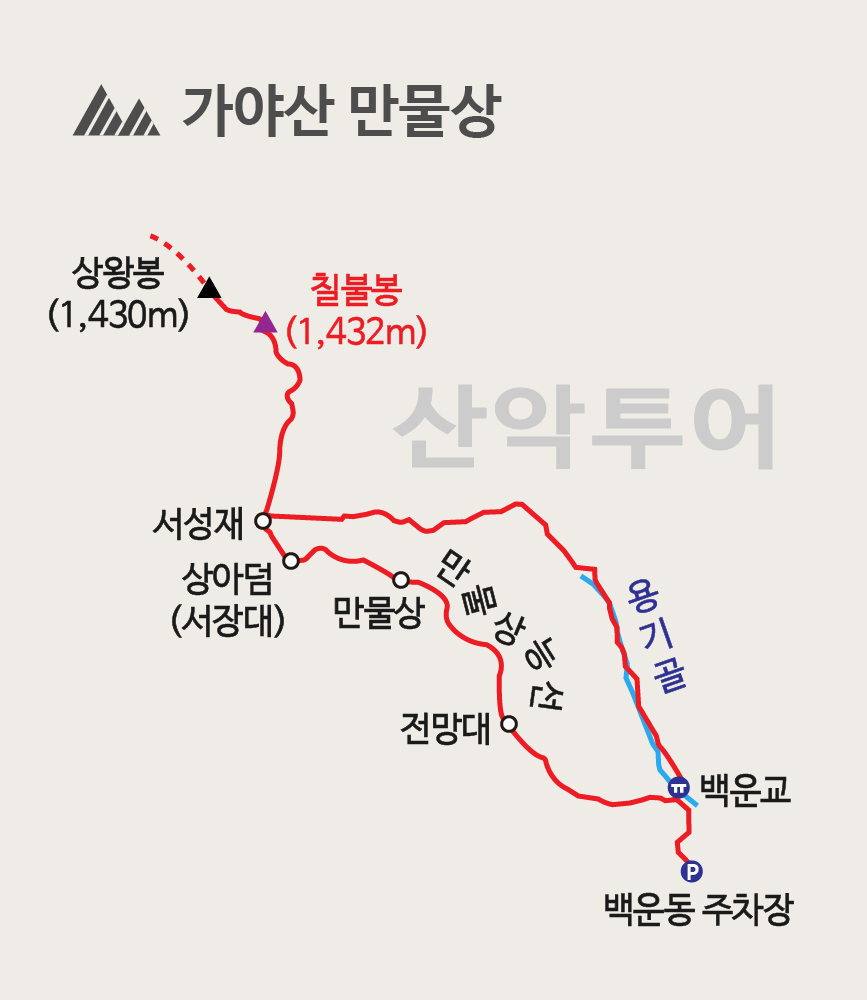 가야산 만물상
상왕봉
(1,430m)
칠불봉
(1,432m)
산악투어
서성재
상아덤
(서장대)
만물상
만물상능선
용기골
전망대
백운교
P
백운동 주차장